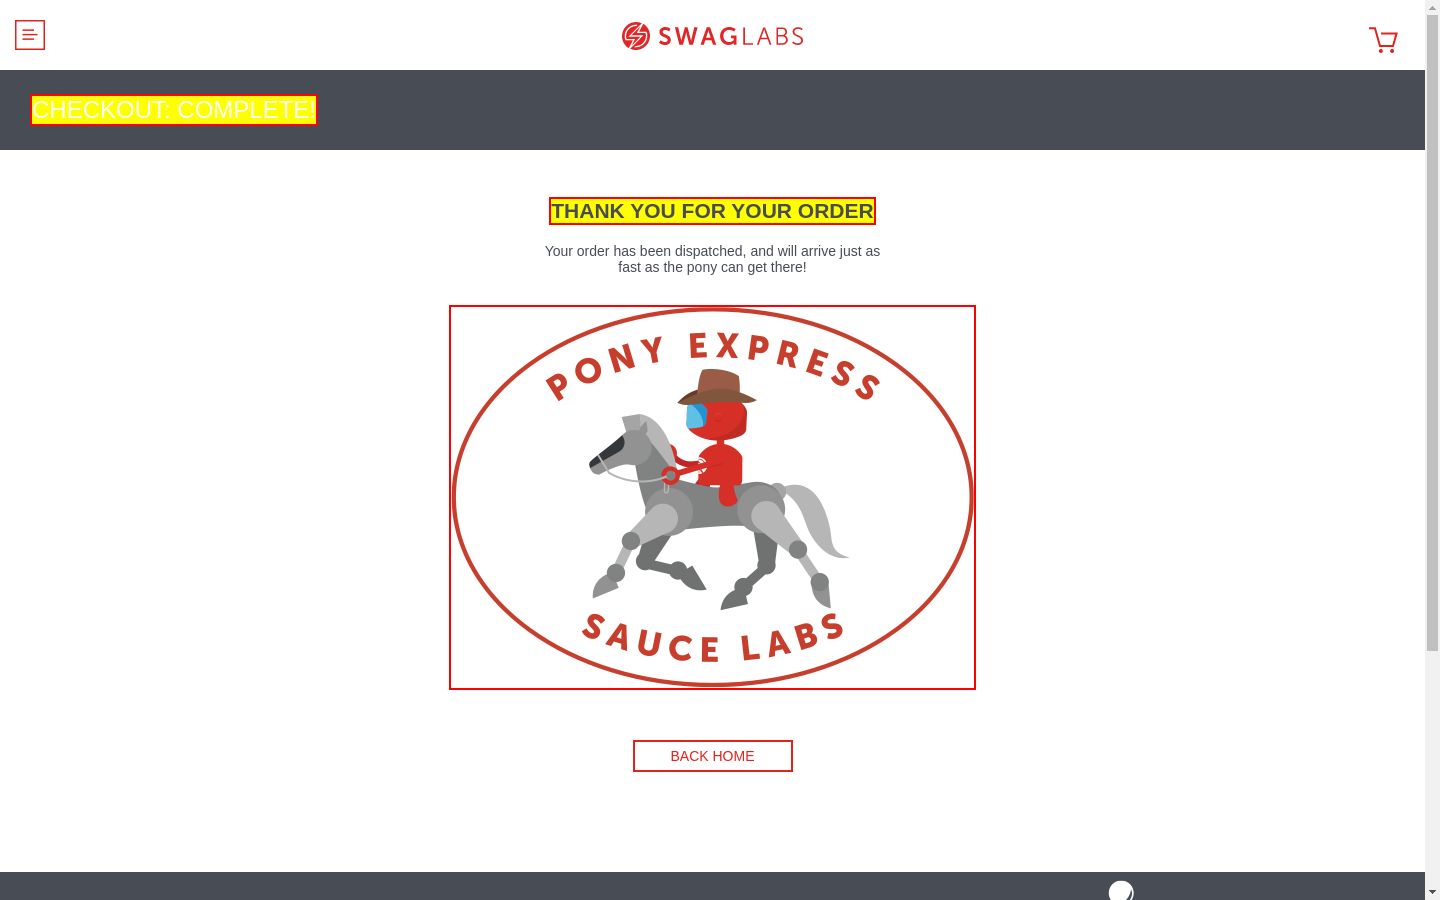 SWAGLABS
CHECKOUT: COMPLETE!
THANK YOU FOR YOUR ORDER
Your order has been dispatched, and will arrive just as
fast as the pony can get there!
PONY EXPRESS
SAUCE LABS
BACK HOME